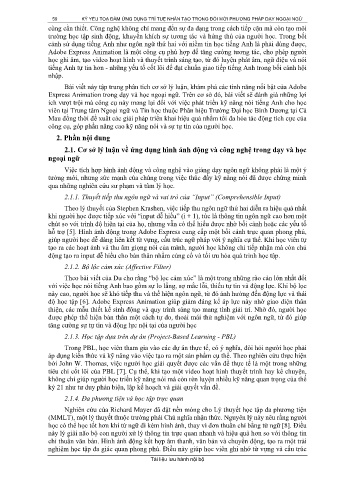 50 KỶ YẾU TỌA ĐÀM ỨNG DỤNG TRÍ TUỆ NHÂN TẠO TRONG ĐỔI MỚI PHƯƠNG PHÁP DẠY NGOẠI NGỮ
cùng cần thiết. Công nghệ không chỉ mang đến sự đa dạng trong cách tiếp cận mà còn tạo môi
trường học tập sinh động, khuyến khích sự tương tác và hứng thú của người học. Trong bối
cảnh sử dụng tiếng Anh như ngôn ngữ thứ hai với niềm tin học tiếng Anh là phải dùng được,
Adobe Express Animation cung cấp một công cụ phù hợp để tăng cường tương tác, cho phép người
học ghi âm, tạo video hoạt hình và thuyết trình sáng tạo, từ đó luyện phát âm, ngữ điệu và nói
tiếng Anh tự tin hơn - những yếu tố cốt lõi để đạt chuẩn giao tiếp tiếng Anh trong bối cảnh hội
nhập.
Bài viết này tập trung phân tích cơ sở lý luận, khám phá các tính năng nổi bật của Adobe
Express Animation trong dạy và học ngoại ngữ. Trên cơ sở đó, bài viết sẽ đánh giá những lợi
ích vượt trội mà công cụ này mang lại đối với việc phát triển kỹ năng nói tiếng Anh cho học
viên tại Trung tâm Ngoại ngữ và Tin học thuộc Phân hiệu Trường Đại học Bình Dương tại Cà
Mau đồng thời đề xuất các giải pháp triển khai hiệu quả nhằm tối đa hóa tác động tích cực của
công cụ, góp phần nâng cao kỹ năng nói và sự tự tin của người học.
2. Phần nội dung
2.1. Cơ sở lý luận về ứng dụng hình ảnh động và công nghệ trong dạy và học
ngoại ngữ
Việc tích hợp hình ảnh động và công nghệ vào giảng dạy ngôn ngữ không phải là một ý
tưởng mới, nhưng sức mạnh của chúng trong việc thúc đẩy kỹ năng nói đã được chứng minh
qua những nghiên cứu sư phạm và tâm lý học.
2.1.1. Thuyết tiếp thu ngôn ngữ và vai trò của "Input" (Comprehensible Input)
Theo lý thuyết của Stephen Krashen, việc tiếp thu ngôn ngữ thứ hai diễn ra hiệu quả nhất
khi người học được tiếp xúc với "input dễ hiểu" (i + 1), tức là thông tin ngôn ngữ cao hơn một
chút so với trình độ hiện tại của họ, nhưng vẫn có thể hiểu được nhờ bối cảnh hoặc các yếu tố
hỗ trợ [5]. Hình ảnh động trong Adobe Express cung cấp một bối cảnh trực quan phong phú,
giúp người học dễ dàng liên kết từ vựng, cấu trúc ngữ pháp với ý nghĩa cụ thể. Khi học viên tự
tạo ra các hoạt ảnh và thu âm giọng nói của mình, người học không chỉ tiếp nhận mà còn chủ
động tạo ra input dễ hiểu cho bản thân nhằm củng cố và tối ưu hóa quá trình học tập.
2.1.2. Bộ lọc cảm xúc (Affective Filter)
Theo bài viết của Du cho rằng "bộ lọc cảm xúc" là một trong những rào cản lớn nhất đối
với việc học nói tiếng Anh bao gồm sự lo lắng, sợ mắc lỗi, thiếu tự tin và động lực. Khi bộ lọc
này cao, người học sẽ khó tiếp thu và thể hiện ngôn ngữ, từ đó ảnh hưởng đến động lực và thái
độ học tập [6]. Adobe Express Animation giúp giảm đáng kể áp lực này nhờ giao diện thân
thiện, các mẫu thiết kế sinh động và quy trình sáng tạo mang tính giải trí. Nhờ đó, người học
được phép thể hiện bản thân một cách tự do, thoải mái thử nghiệm với ngôn ngữ, từ đó giúp
tăng cường sự tự tin và động lực nội tại của người học
2.1.3. Học tập dựa trên dự án (Project-Based Learning - PBL)
Trong PBL, học viên tham gia vào các dự án thực tế, có ý nghĩa, đòi hỏi người học phải
áp dụng kiến thức và kỹ năng vào việc tạo ra một sản phẩm cụ thể. Theo nghiên cứu thực hiện
bởi John W. Thomas, việc người học giải quyết được các vấn đề thực tế là một trong những
tiêu chí cốt lõi của PBL [7]. Cụ thể, khi tạo một video hoạt hình thuyết trình hay kể chuyện,
không chỉ giúp người học triển kỹ năng nói mà còn rèn luyện nhiều kỹ năng quan trọng của thế
kỷ 21 như tư duy phản biện, lập kế hoạch và giải quyết vấn đề.
2.1.4. Đa phương tiện và học tập trực quan
Nghiên cứu của Richard Mayer đã đặt nền móng cho Lý thuyết học tập đa phương tiện
(MMLT), một lý thuyết thuộc trường phái Chủ nghĩa nhận thức. Nguyên lý này nêu rằng người
học có thể học tốt hơn khi từ ngữ đi kèm hình ảnh, thay vì đơn thuần chỉ bằng từ ngữ [8]. Điều
này lý giải não bộ con người xử lý thông tin trực quan nhanh và hiệu quả hơn so với thông tin
chỉ thuần văn bản. Hình ảnh động kết hợp âm thanh, văn bản và chuyển động, tạo ra một trải
nghiệm học tập đa giác quan phong phú. Điều này giúp học viên ghi nhớ từ vựng và cấu trúc
Tài liệu lưu hành nội bộ